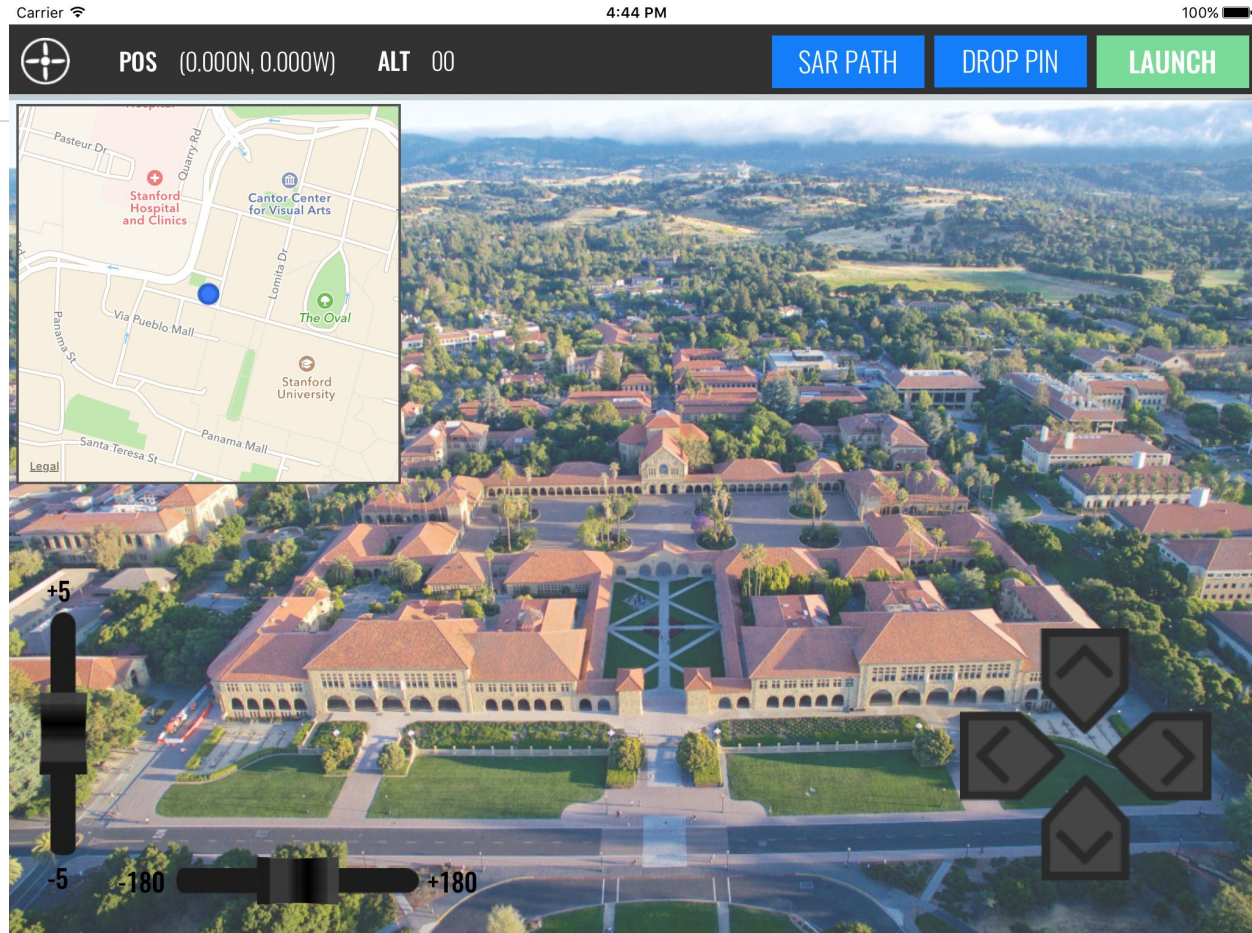 Carrier 4:44 PM 100%
POS (0.000N, 0.000W) ALT 00 SAR PATH DROP PIN LAUNCH
Hospital
Pasteur Dr
Quarry Rd
Stanford
Hospital
and Clinics
Cantor Center
for Visual Arts
Lomita Dr
The Oval
Via Pueblo Mall
Panama St
Stanford
University
Panama Mall
Santa Teresa St
Legal
+5
-5
-180 +180